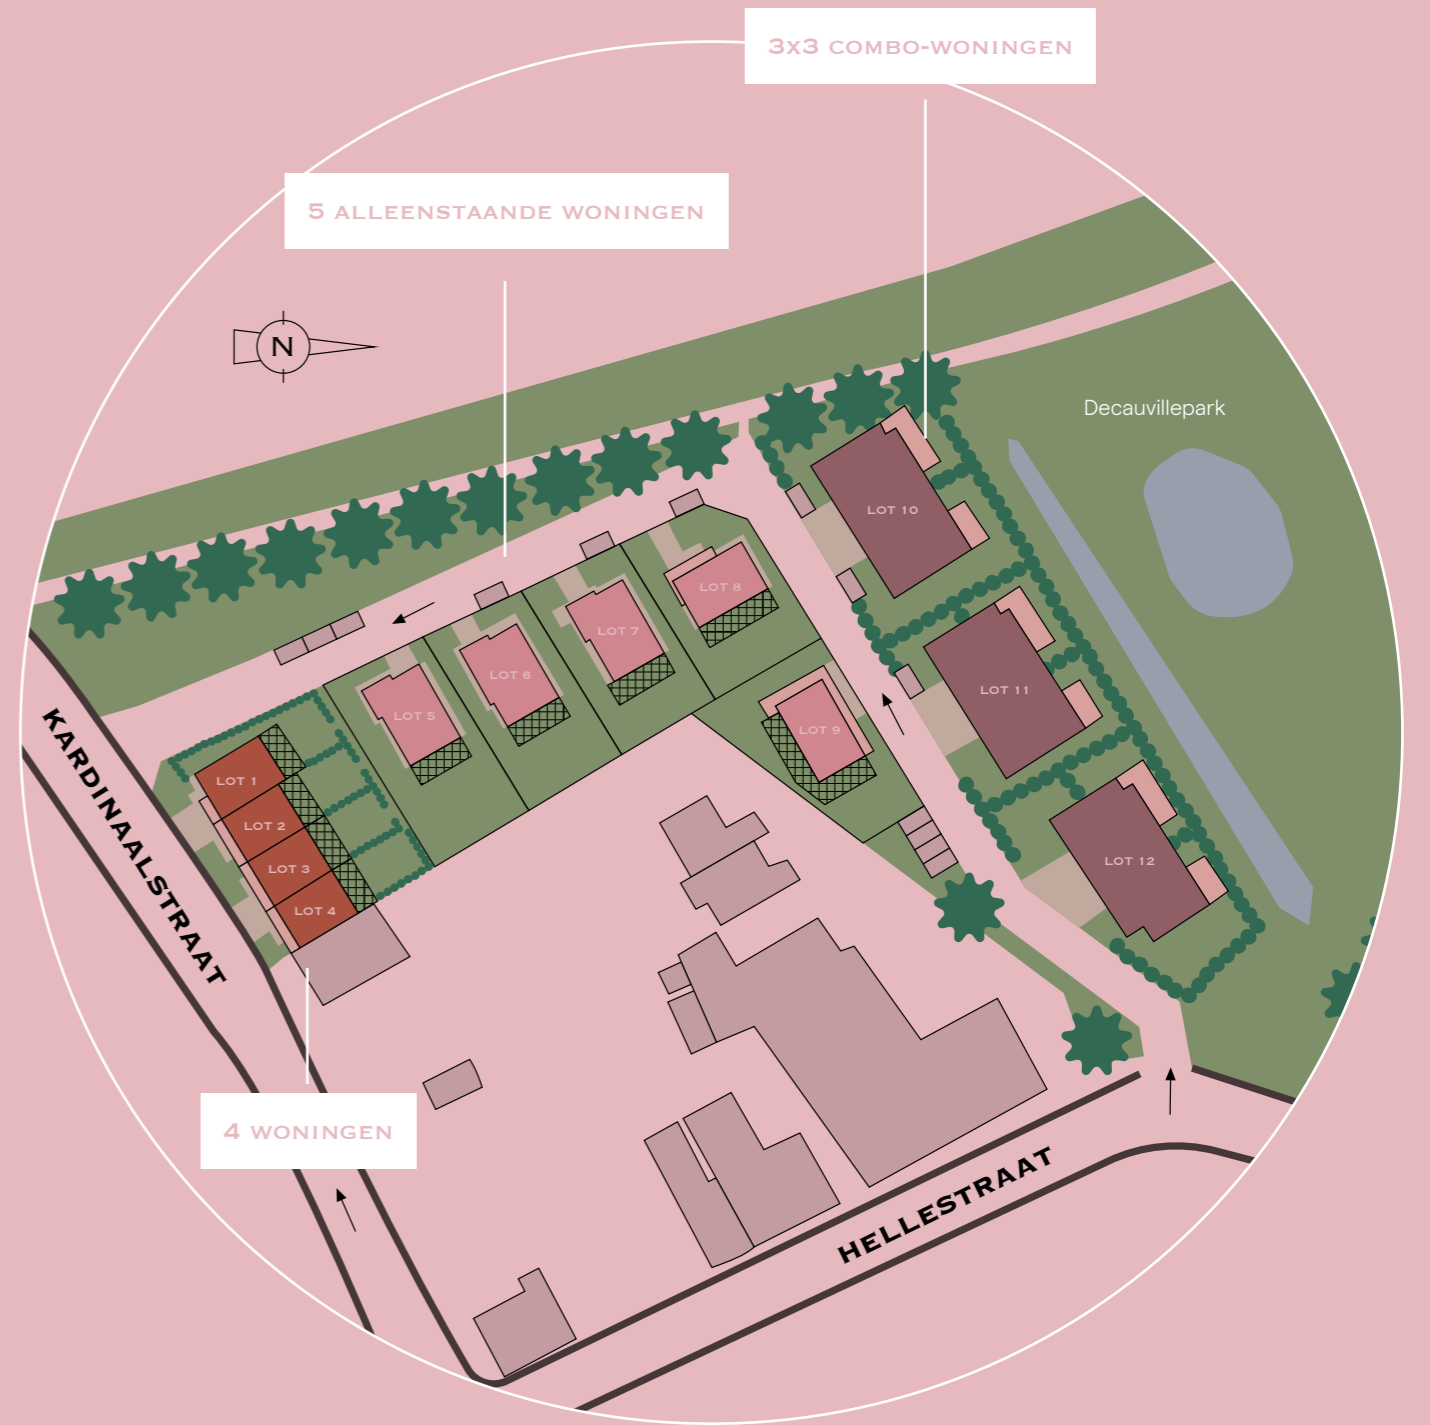 3x3 COMBO-WONINGEN
5 ALLEENSTAANDE WONINGEN
N
Decauvillepark
LOT 10
LOT 8
LOT 7
LOT 6
LOT 5
LOT 9
LOT 11
LOT 12
LOT 1
LOT 2
LOT 3
LOT 4
KARDINAALSTRAAT
4 WONINGEN
HELLESTRAAT